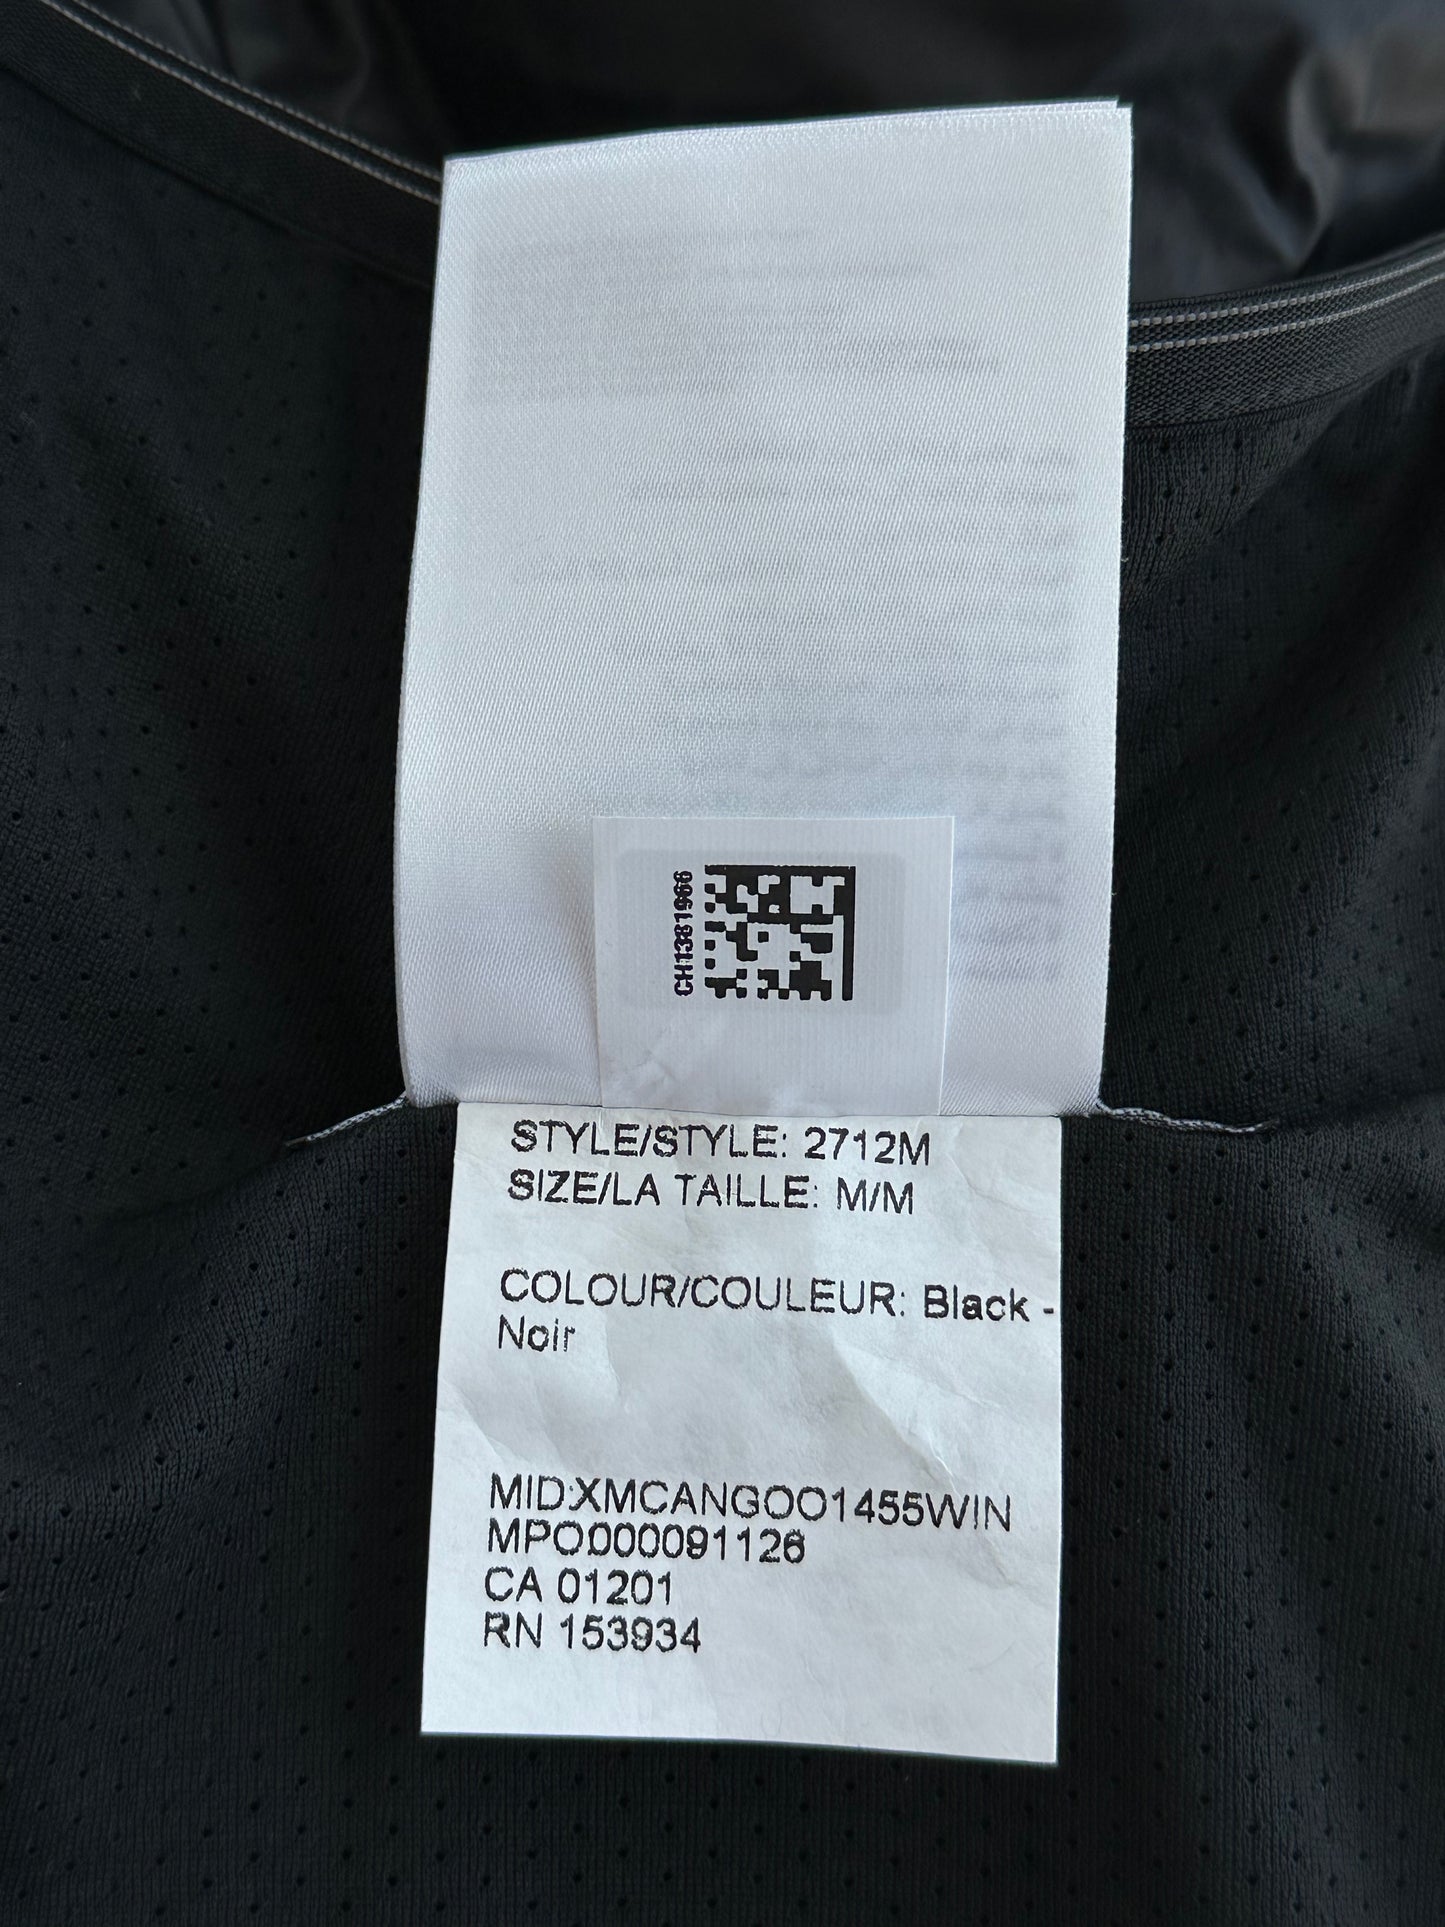 CH1381966
STYLE/STYLE: 2712M
SIZE/LA TAILLE: M/M
COLOUR/COULEUR: Black -
Noir
MID:XMCANGOO1455WIN
MPO000091126
CA 01201
RN 153934